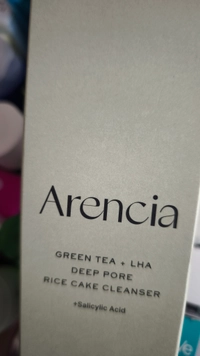 Arencia
GREEN TEA + LHA
DEEP PORE
RICE CAKE CLEANSER
+Salicylic Acid